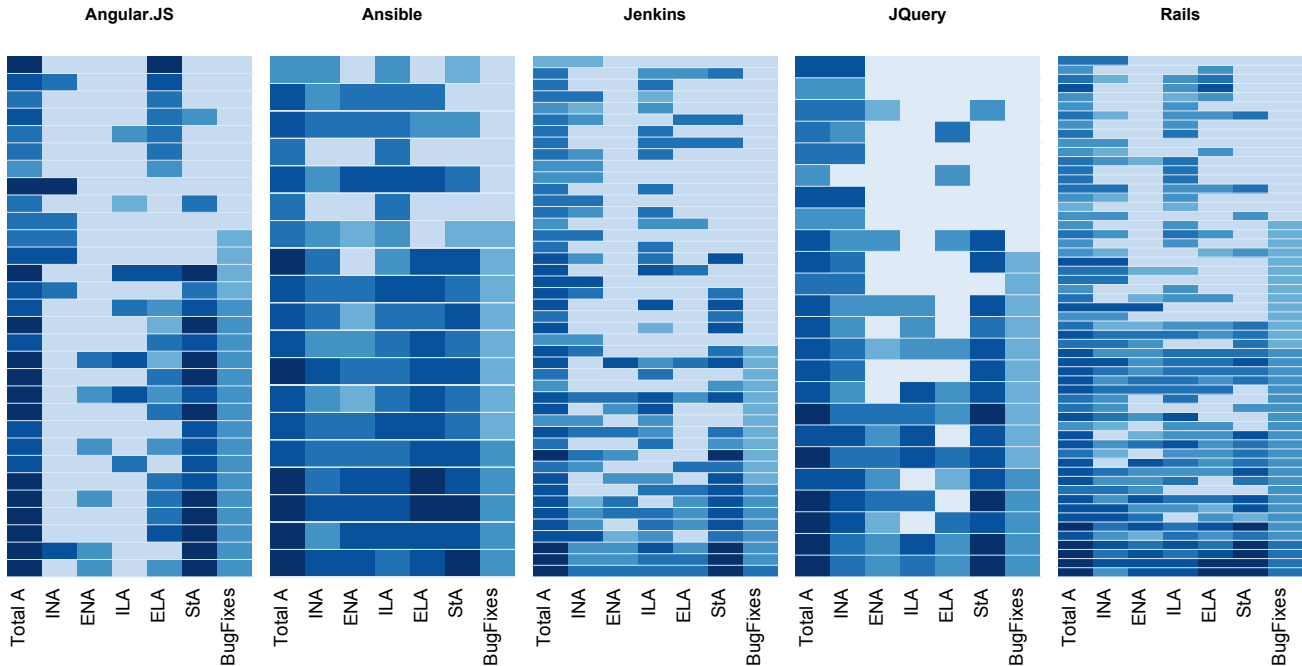 Angular.JS Ansible Jenkins JQuery Rails
Total A INA ENA ILA ELA StA BugFixes Total A INA ENA ILA ELA StA BugFixes Total A INA ENA ILA ELA StA BugFixes Total A INA ENA ILA ELA StA BugFixes Total A INA ENA ILA ELA StA BugFixes